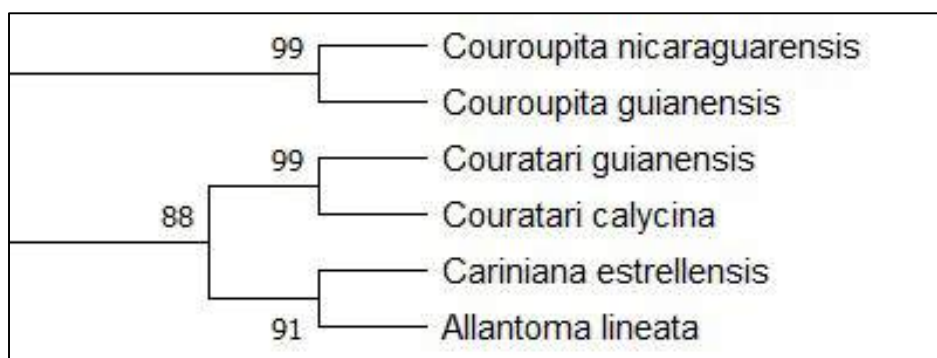 99
Couroupita nicaraguarensis
Couroupita guianensis
99
Couratari guianensis
88
Couratari calycina
Cariniana estrellensis
91
Allantoma lineata